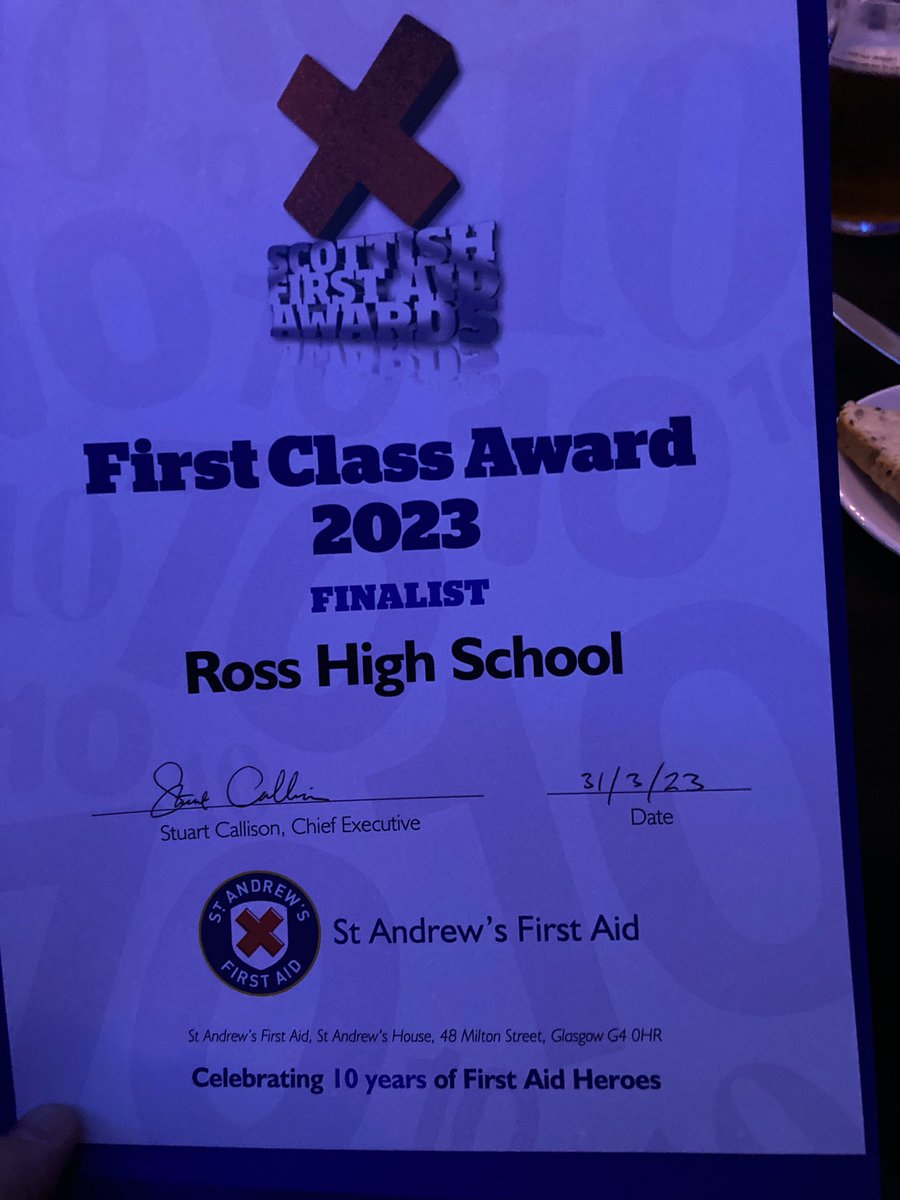 SCOTTISH
FIRST AID
AWARDS
First Class Award
2023
FINALIST
Ross High School
Stuart Callison 31/3/23
Stuart Callison, Chief Executive Date
ST ANDREW'S
FIRST AID
St Andrew's First Aid
St Andrew's First Aid, St Andrew's House, 48 Milton Street, Glasgow G4 0HR
Celebrating 10 years of First Aid Heroes